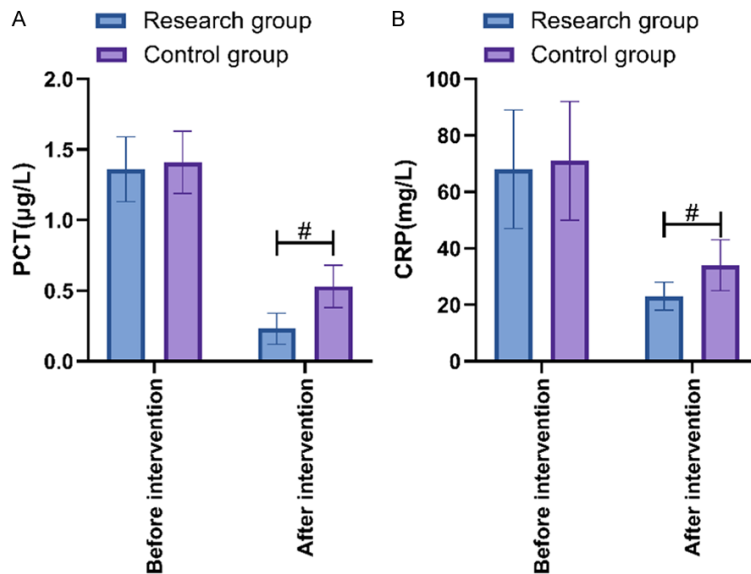 A
Research group
Control group
PCT(µg/L)
2.0
1.5
1.0
0.5
0.0
#
Before intervention
After intervention
B
Research group
Control group
CRP(mg/L)
100
80
60
40
20
0
#
Before intervention
After intervention